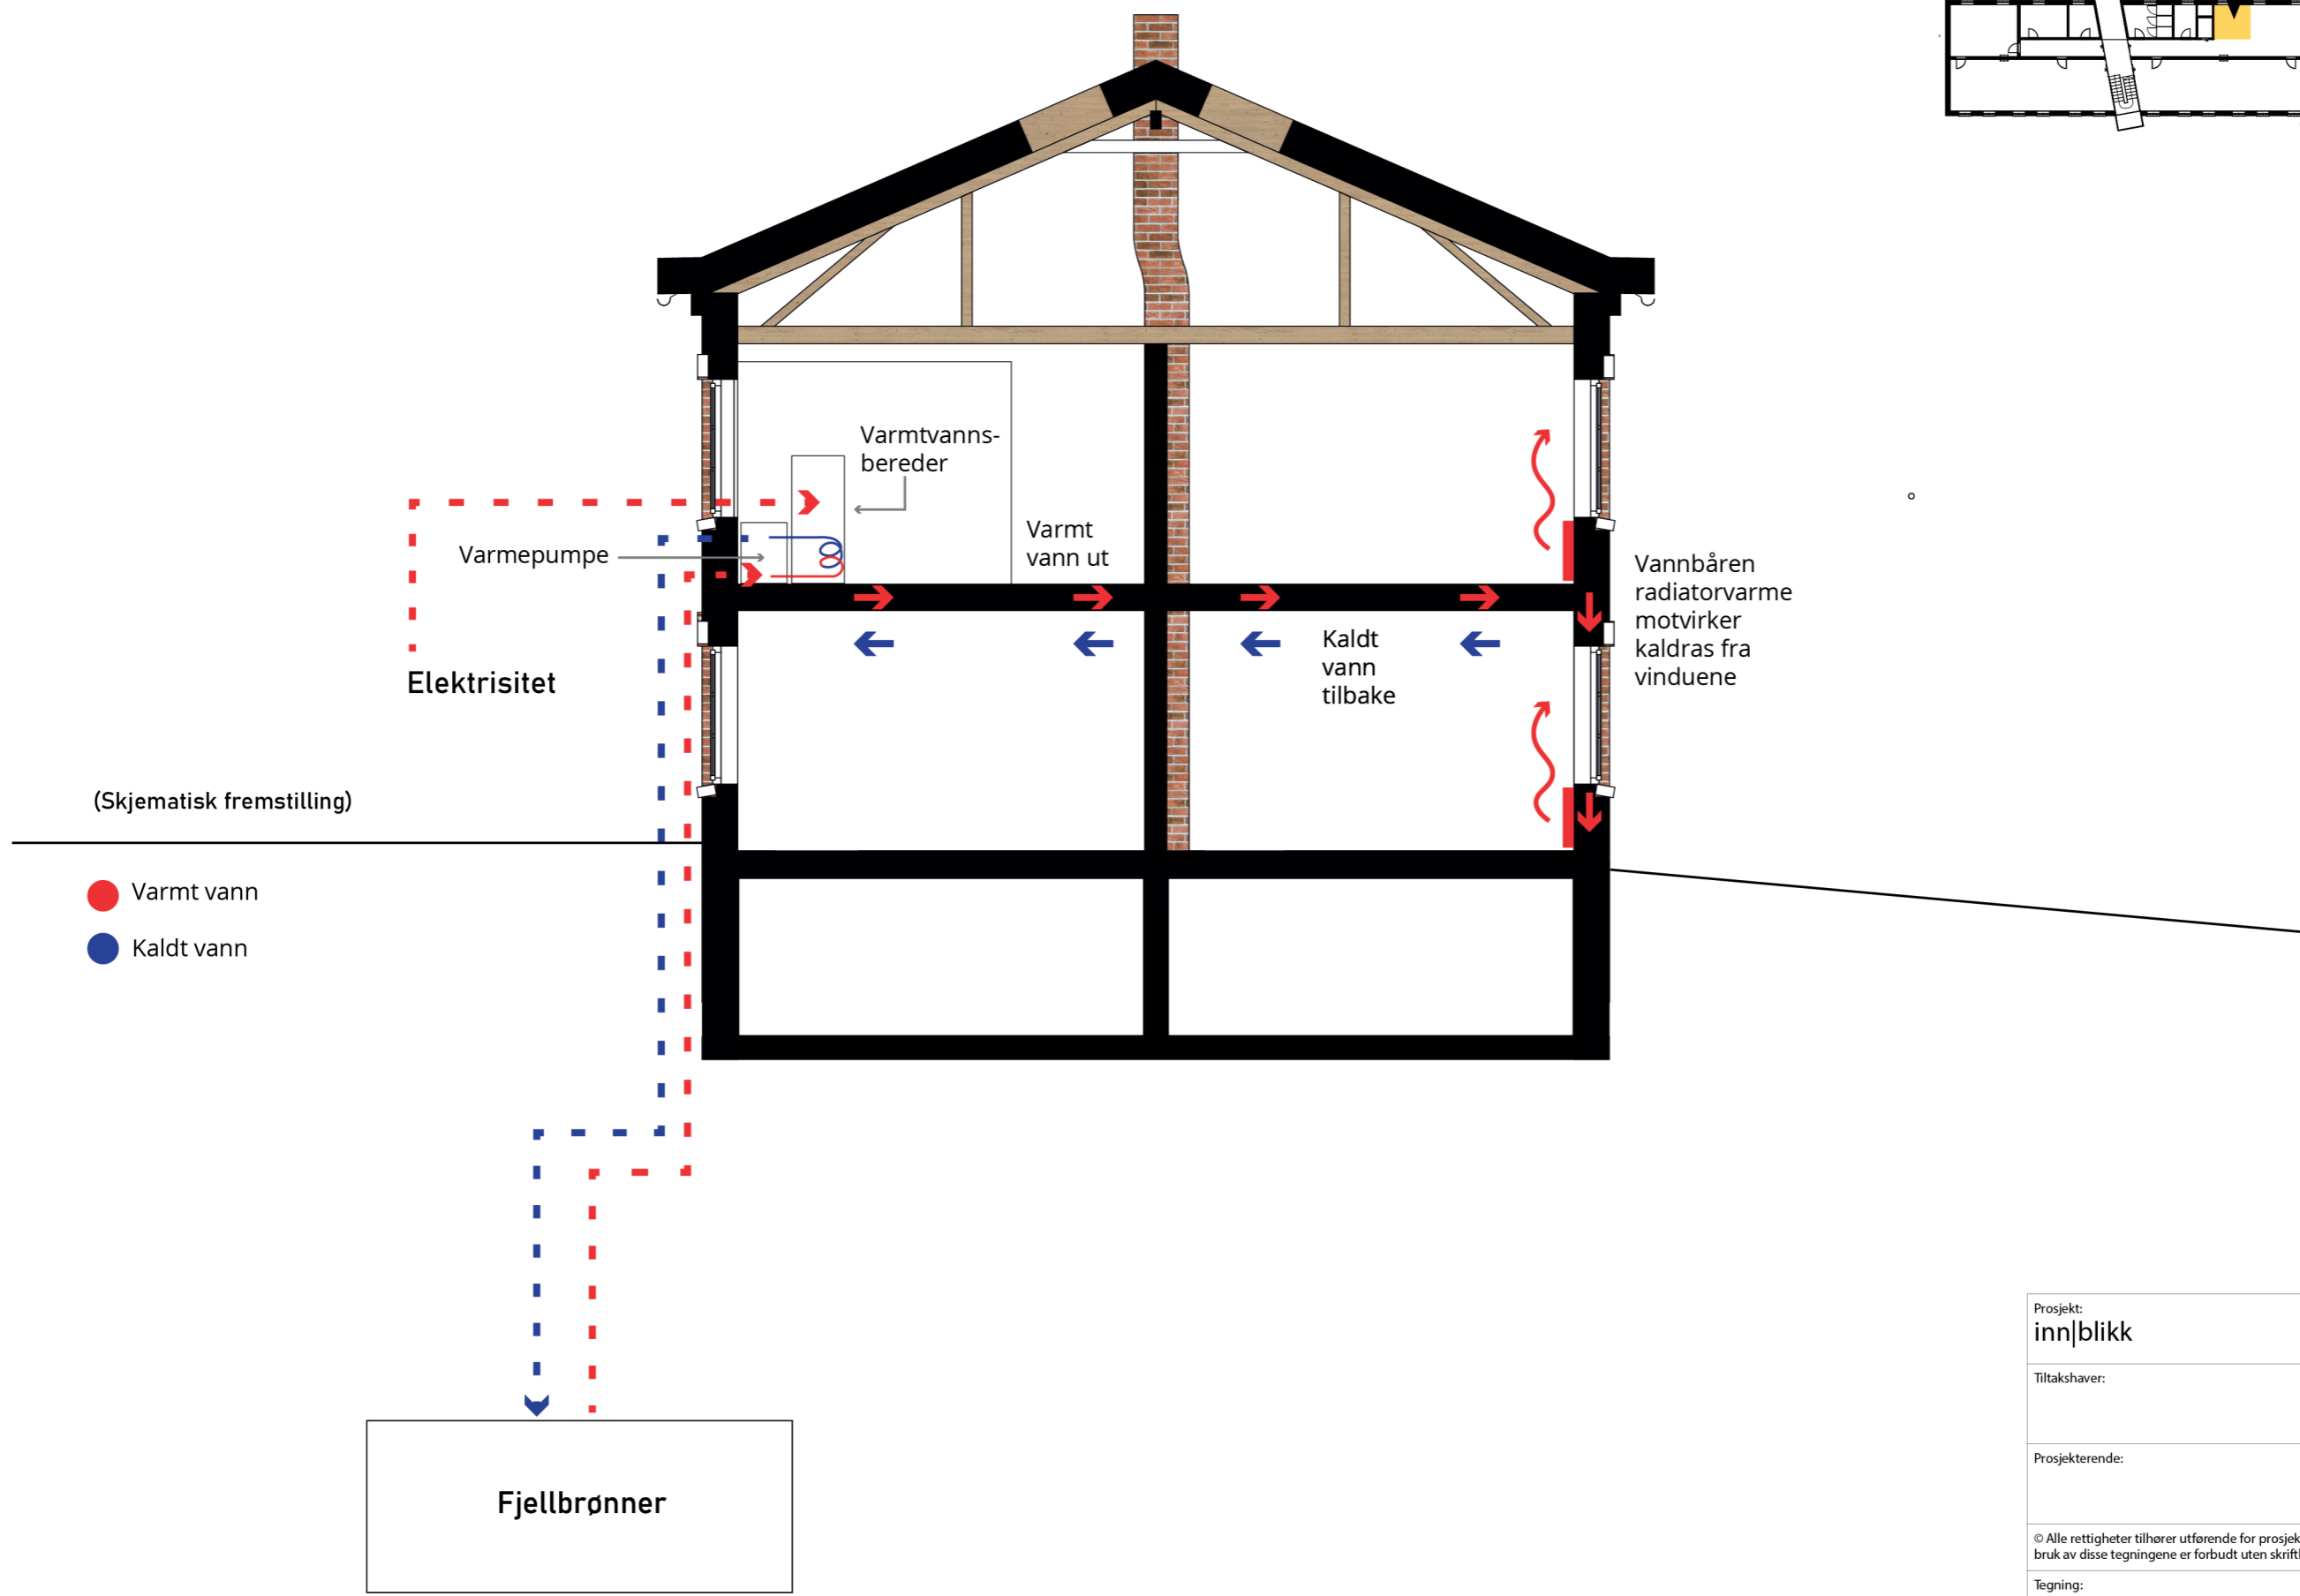 Varmtvanns-
bereder
Varmt
vann ut
Varmepumpe
Vannbåren
radiatorvarme
motvirker
kaldras fra
vinduene
Kaldt
vann
tilbake
Elektrisitet
(Skjematisk fremstilling)
Varmt vann
Kaldt vann
Fjellbrønner
Prosjekt:
inn|blikk
Tiltakshaver:
Prosjekterende:
© Alle rettigheter tilhører utførende for prosjek
bruk av disse tegningene er forbudt uten skriftl
Tegning: